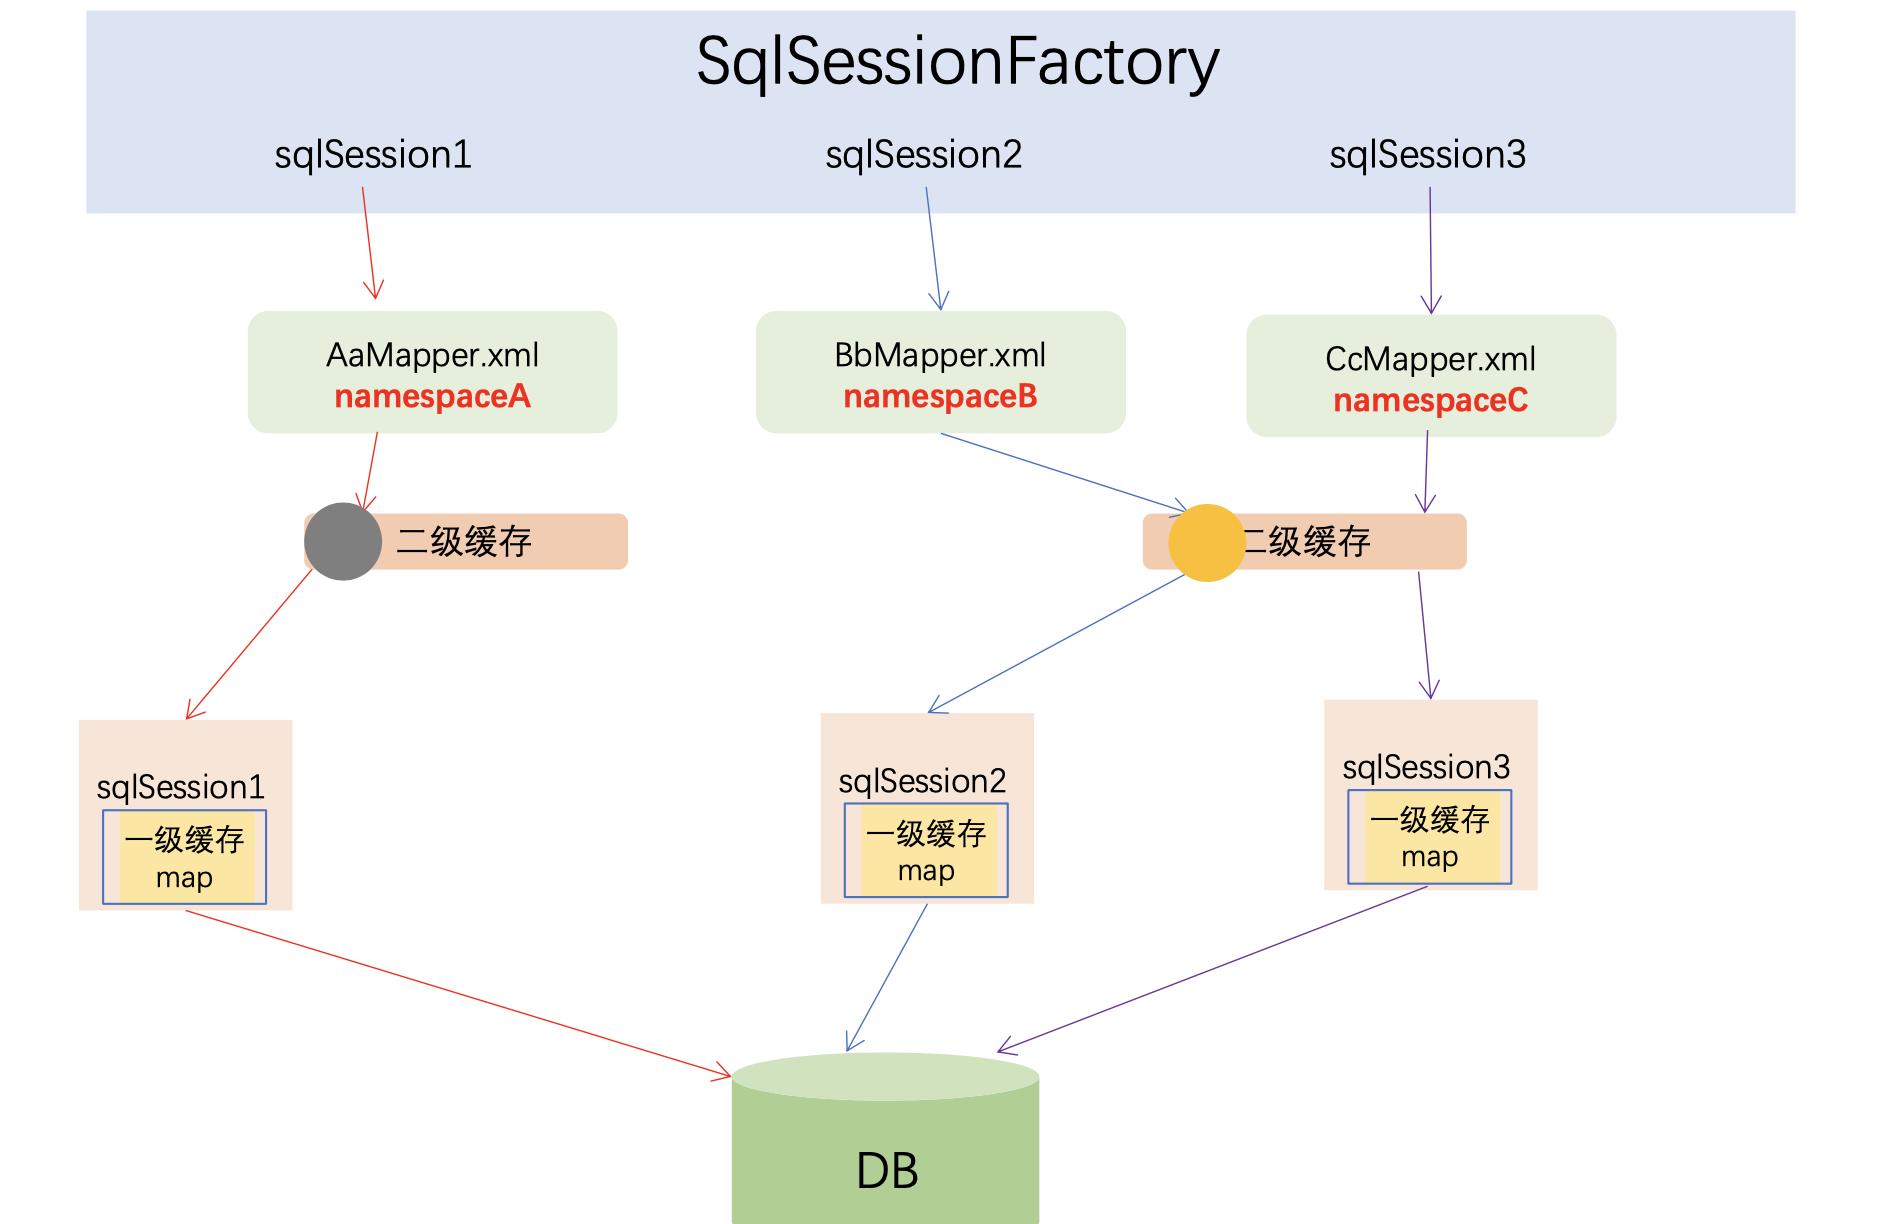 SqlSessionFactory
sqlSession1
sqlSession2
sqlSession3
AaMapper.xml
namespaceA
BbMapper.xml
namespaceB
CcMapper.xml
namespaceC
二级缓存
二级缓存
sqlSession1
一级缓存
map
sqlSession2
一级缓存
map
sqlSession3
一级缓存
map
DB